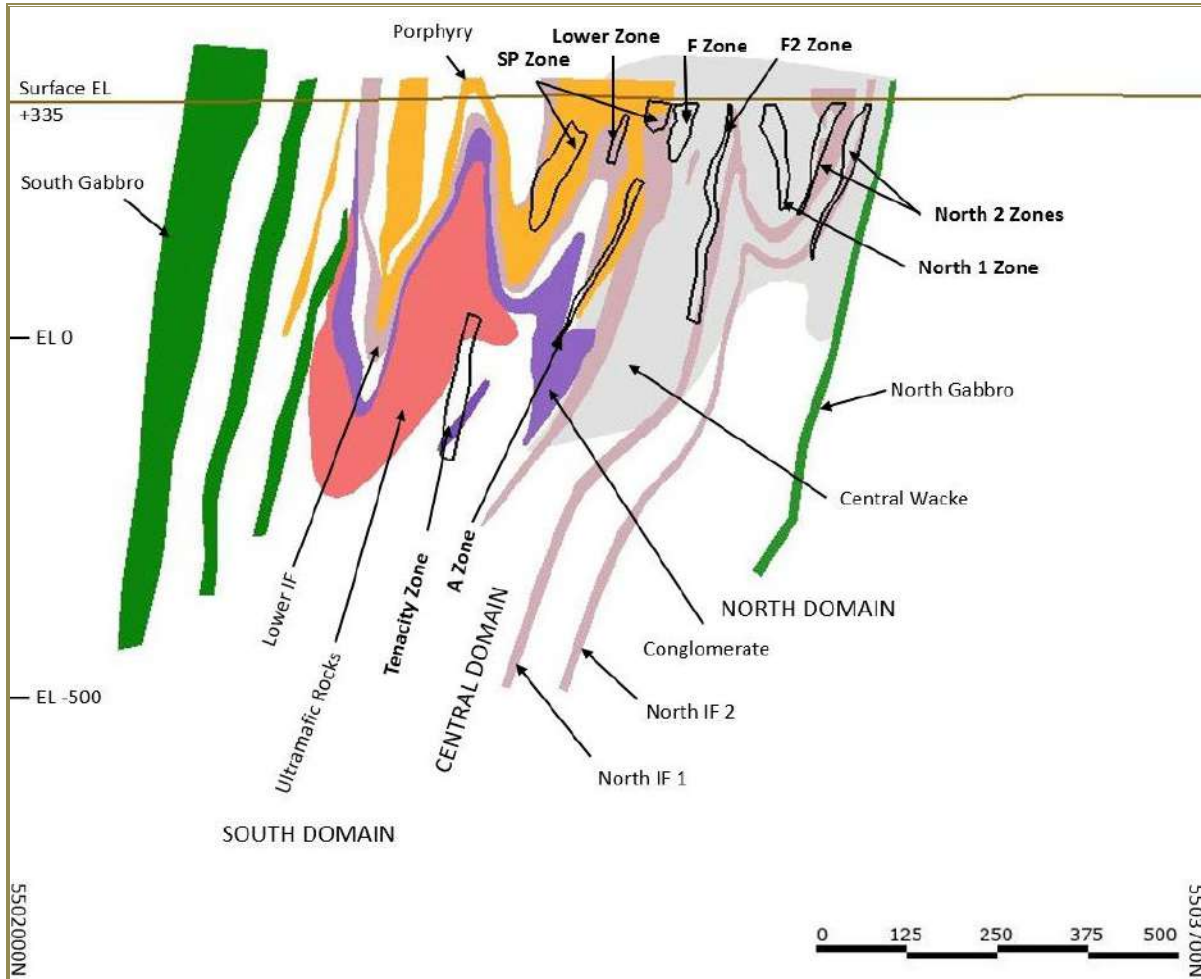 Porphyry
Lower Zone
SP Zone
F Zone
F2 Zone
Surface EL
+335
South Gabbro
North 2 Zones
North 1 Zone
EL 0
North Gabbro
Central Wacke
Lower IF
Ultramafic Rocks
Tenacity Zone
A Zone
CENTRAL DOMAIN
NORTH DOMAIN
Conglomerate
EL -500
North IF 2
North IF 1
SOUTH DOMAIN
5502000N
5503700N
0 125 250 375 500